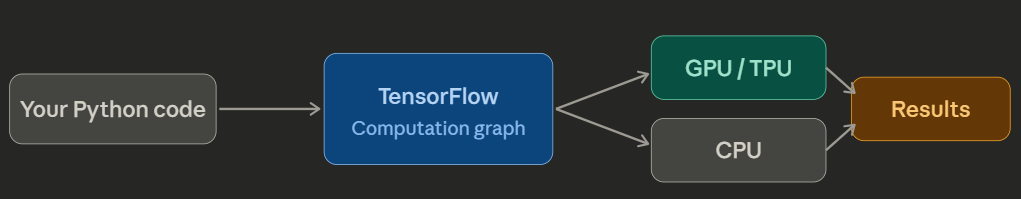 Your Python code
TensorFlow
Computation graph
GPU / TPU
CPU
Results